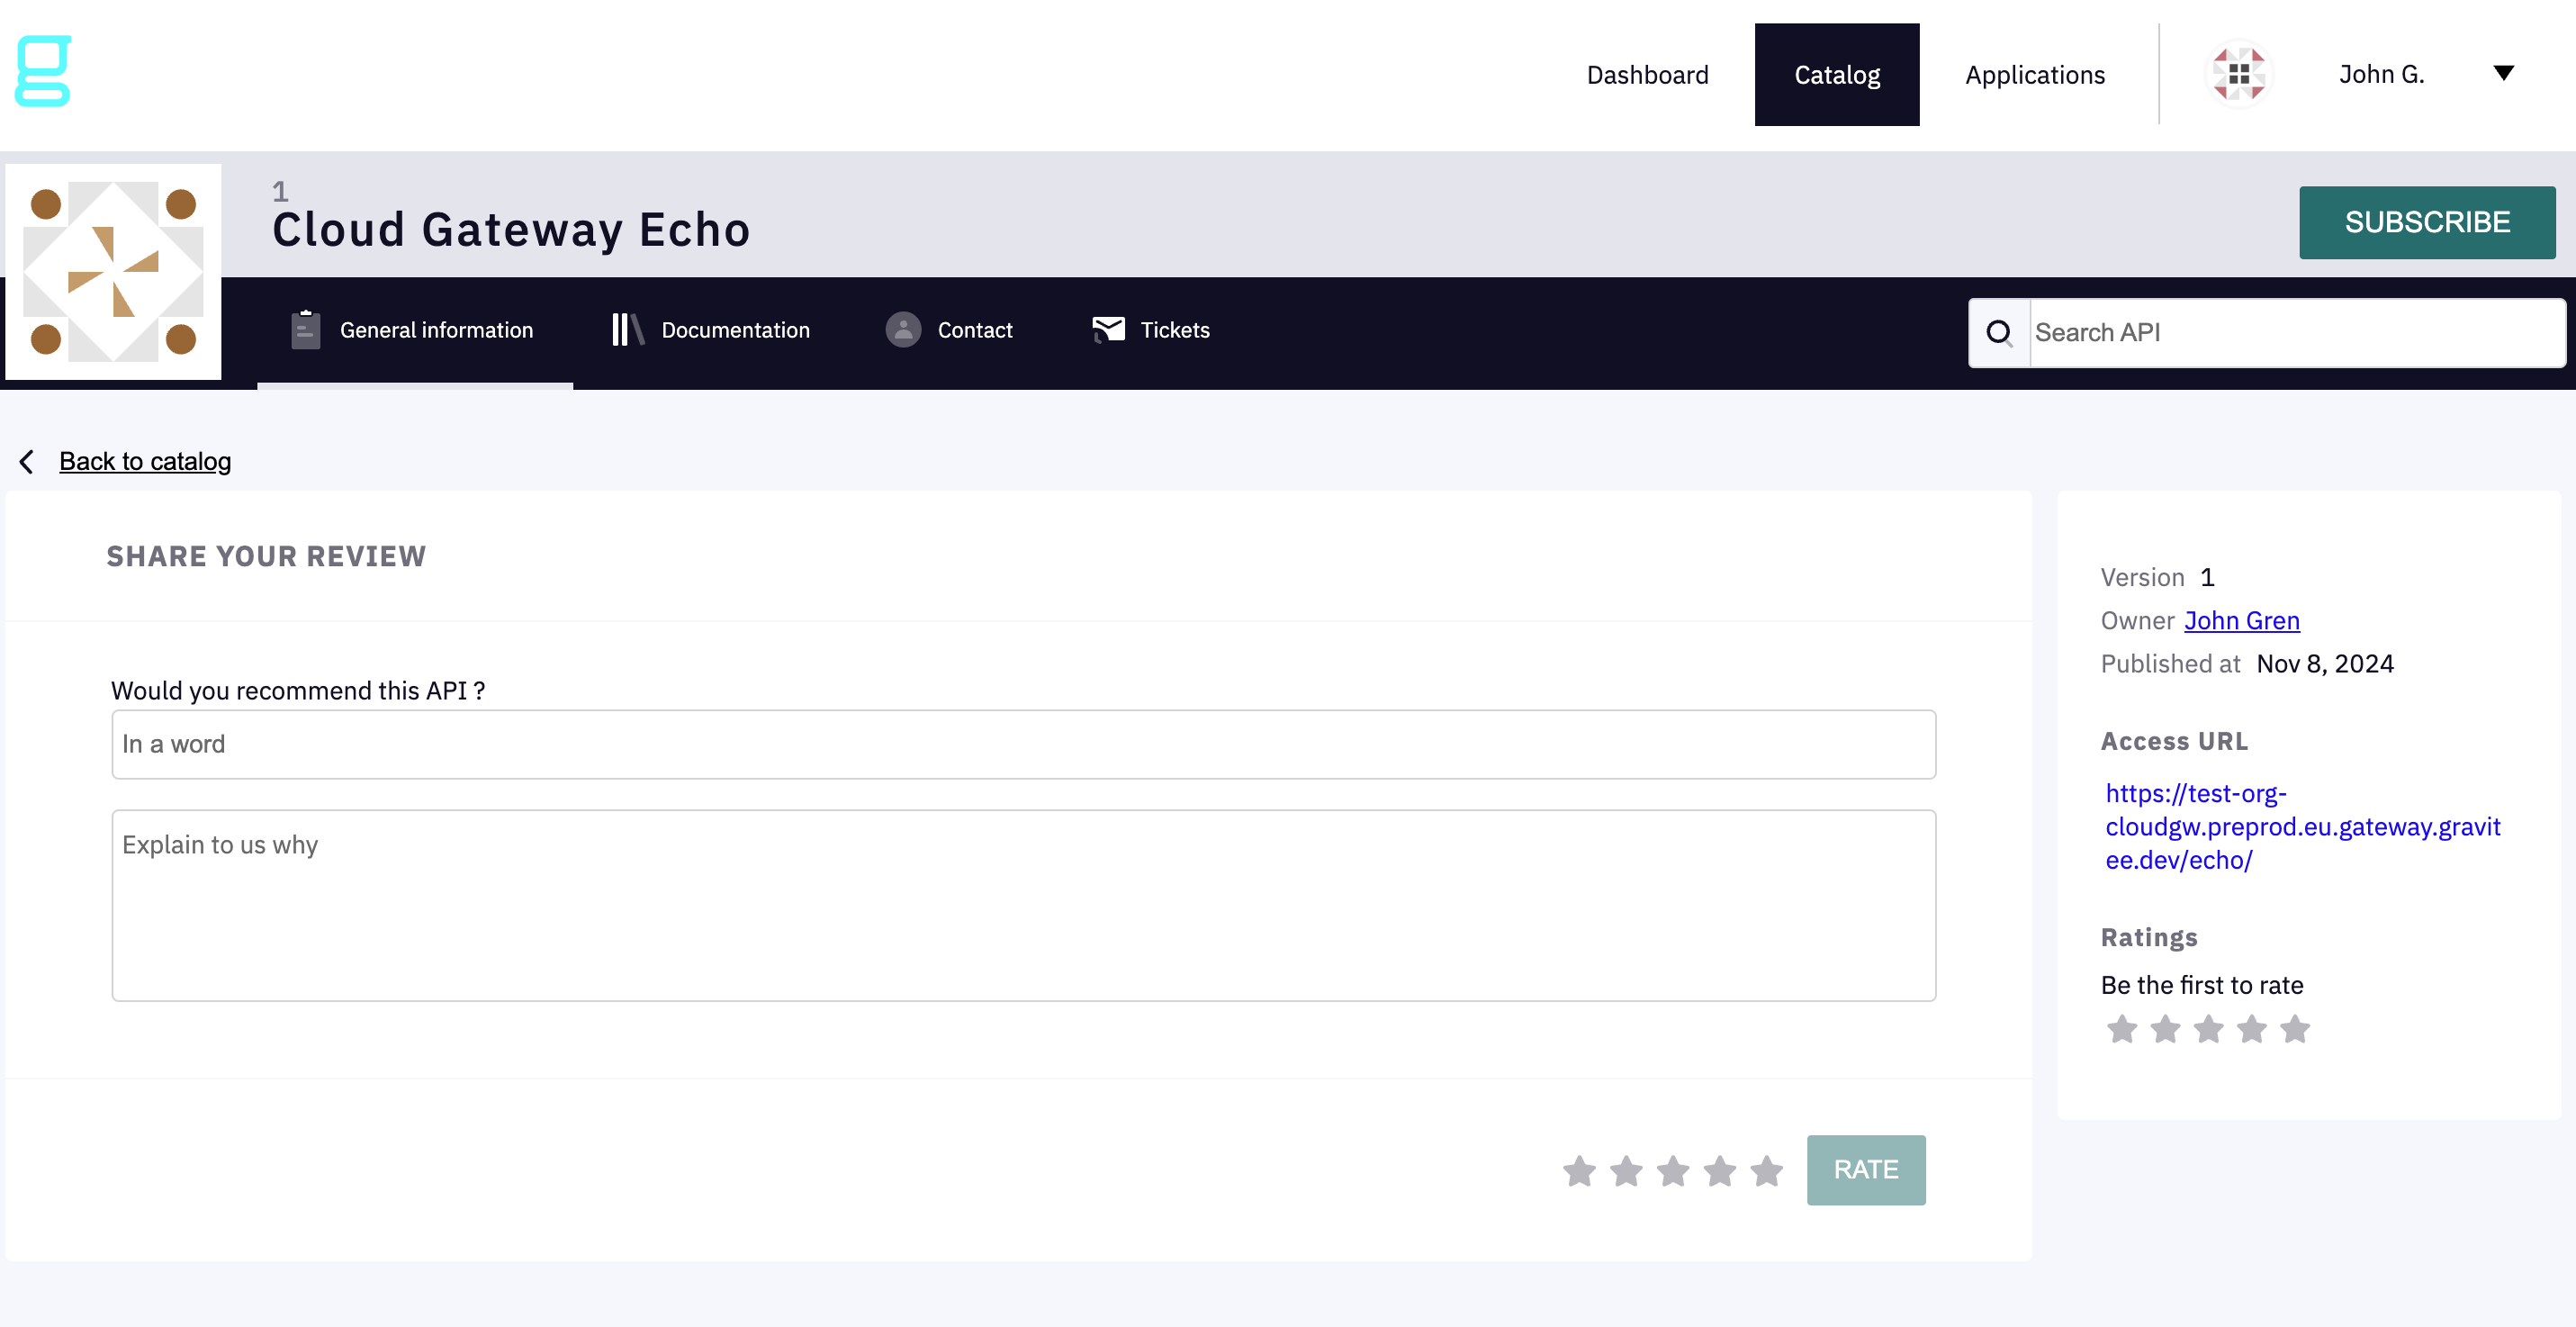 g
Dashboard
Catalog
Applications
John G.
1
Cloud Gateway Echo
SUBSCRIBE
General information
Documentation
Contact
Tickets
Search API
Back to catalog
SHARE YOUR REVIEW
Would you recommend this API ?
In a word
Explain to us why
RATE
Version 1
Owner John Gren
Published at Nov 8, 2024
Access URL
https://test-org-
cloudgw.preprod.eu.gateway.gravit
ee.dev/echo/
Ratings
Be the first to rate